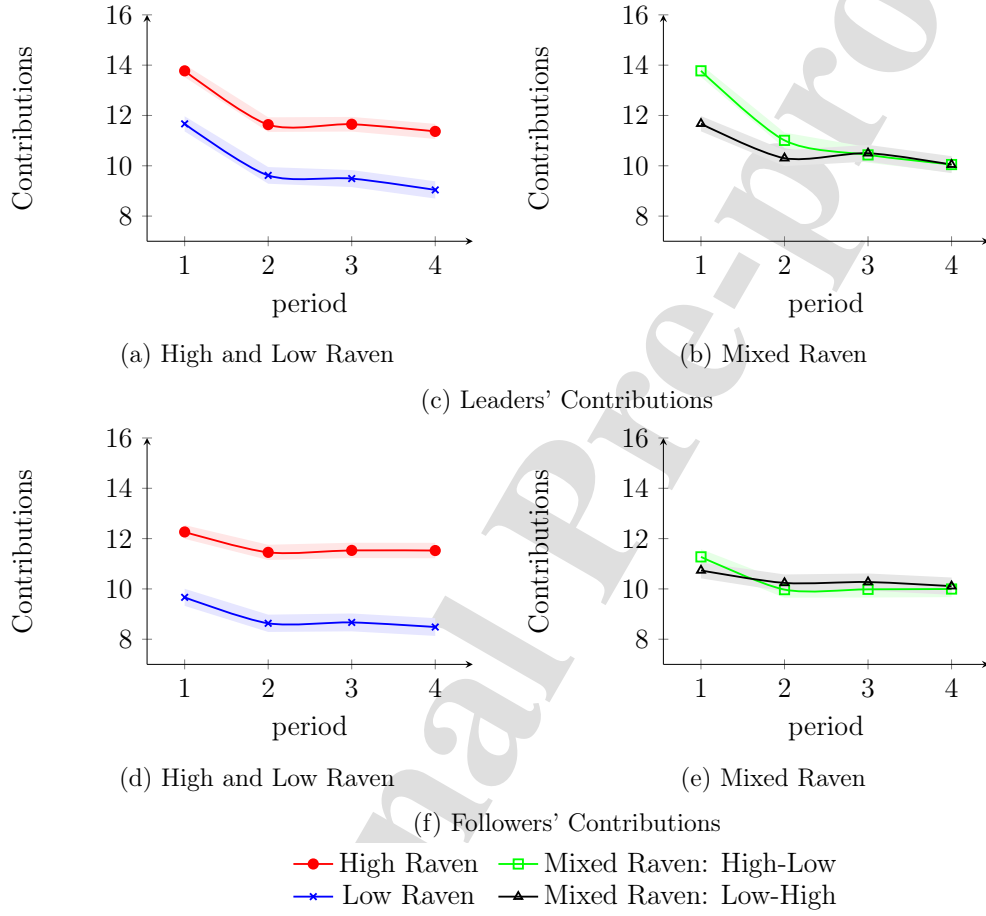 16
14
12
10
8
1 2 3 4
Contributions
period
(a) High and Low Raven
16
14
12
10
8
1 2 3 4
Contributions
period
(b) Mixed Raven
(c) Leaders' Contributions
16
14
12
10
8
1 2 3 4
Contributions
period
(d) High and Low Raven
16
14
12
10
8
1 2 3 4
Contributions
period
(e) Mixed Raven
(f) Followers' Contributions
High Raven Mixed Raven: High-Low
Low Raven Mixed Raven: Low-High
nal Pre-pro